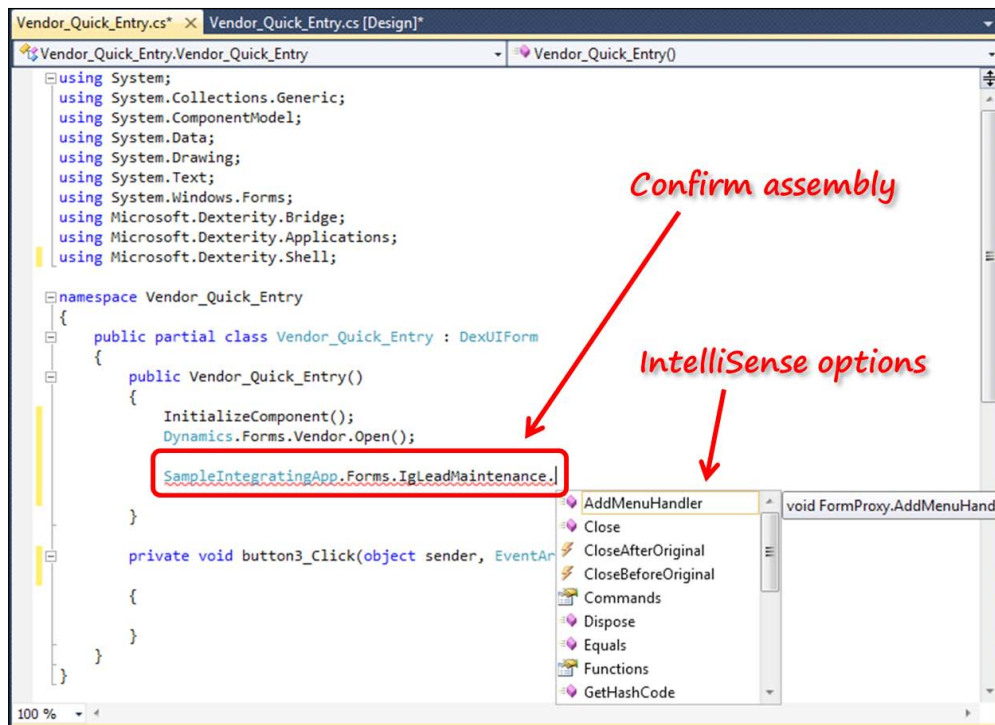 Vendor_Quick_Entry.cs* Vendor_Quick_Entry.cs [Design]*
Vendor_Quick_Entry.Vendor_Quick_Entry Vendor_Quick_Entry()
using System;
using System.Collections.Generic;
using System.ComponentModel;
using System.Data;
using System.Drawing;
using System.Text;
using System.Windows.Forms;
using Microsoft.Dexterity.Bridge;
using Microsoft.Dexterity.Applications;
using Microsoft.Dexterity.Shell;
Confirm assembly
namespace Vendor_Quick_Entry
{
public partial class Vendor_Quick_Entry : DexUIForm
{
IntelliSense options
public Vendor_Quick_Entry()
{
InitializeComponent();
Dynamics.Forms.Vendor.Open();
SampleIntegratingApp.Forms.IgLeadMaintenance.
}
private void button3_Click(object sender, EventAr
{
}
}
}
AddMenuHandler
Close
CloseAfterOriginal
CloseBeforeOriginal
Commands
Dispose
Equals
Functions
GetHashCode
void FormProxy.AddMenuHand
100 %